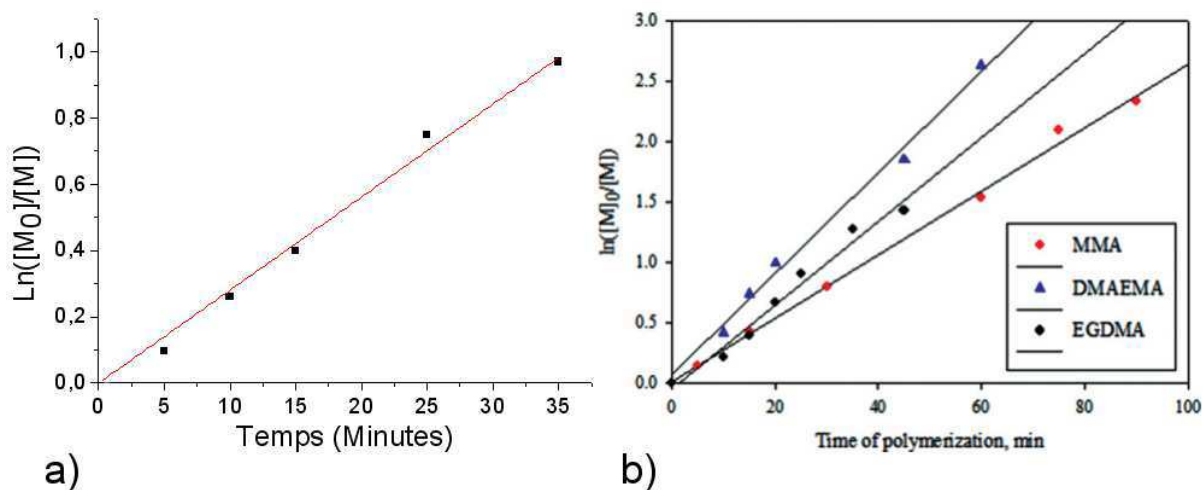 1,0
0,8
0,6
0,4
0,2
0,0
Ln([M0]/[M])
0 5 10 15 20 25 30 35
Temps (Minutes)
a)
3.0
2.5
2.0
1.5
1.0
0.5
0.0
ln([M]0/[M])
MMA
DMAEMA
EGDMA
0 20 40 60 80 100
Time of polymerization, min
b)